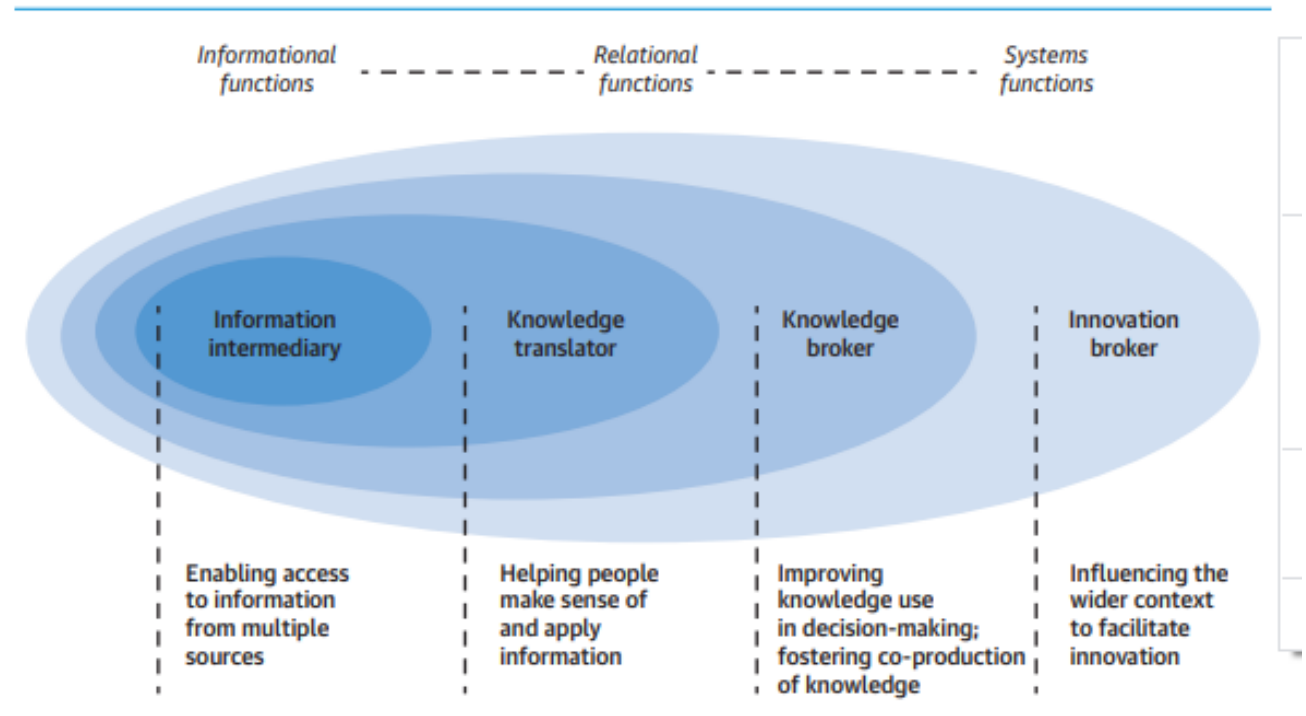 Informational
functions
Relational
functions
Systems
functions
Information
intermediary
Knowledge
translator
Knowledge
broker
Innovation
broker
Enabling access
to information
from multiple
sources
Helping people
make sense of
and apply
information
Improving
knowledge use
in decision-making;
fostering co-production
of knowledge
Influencing the
wider context
to facilitate
innovation